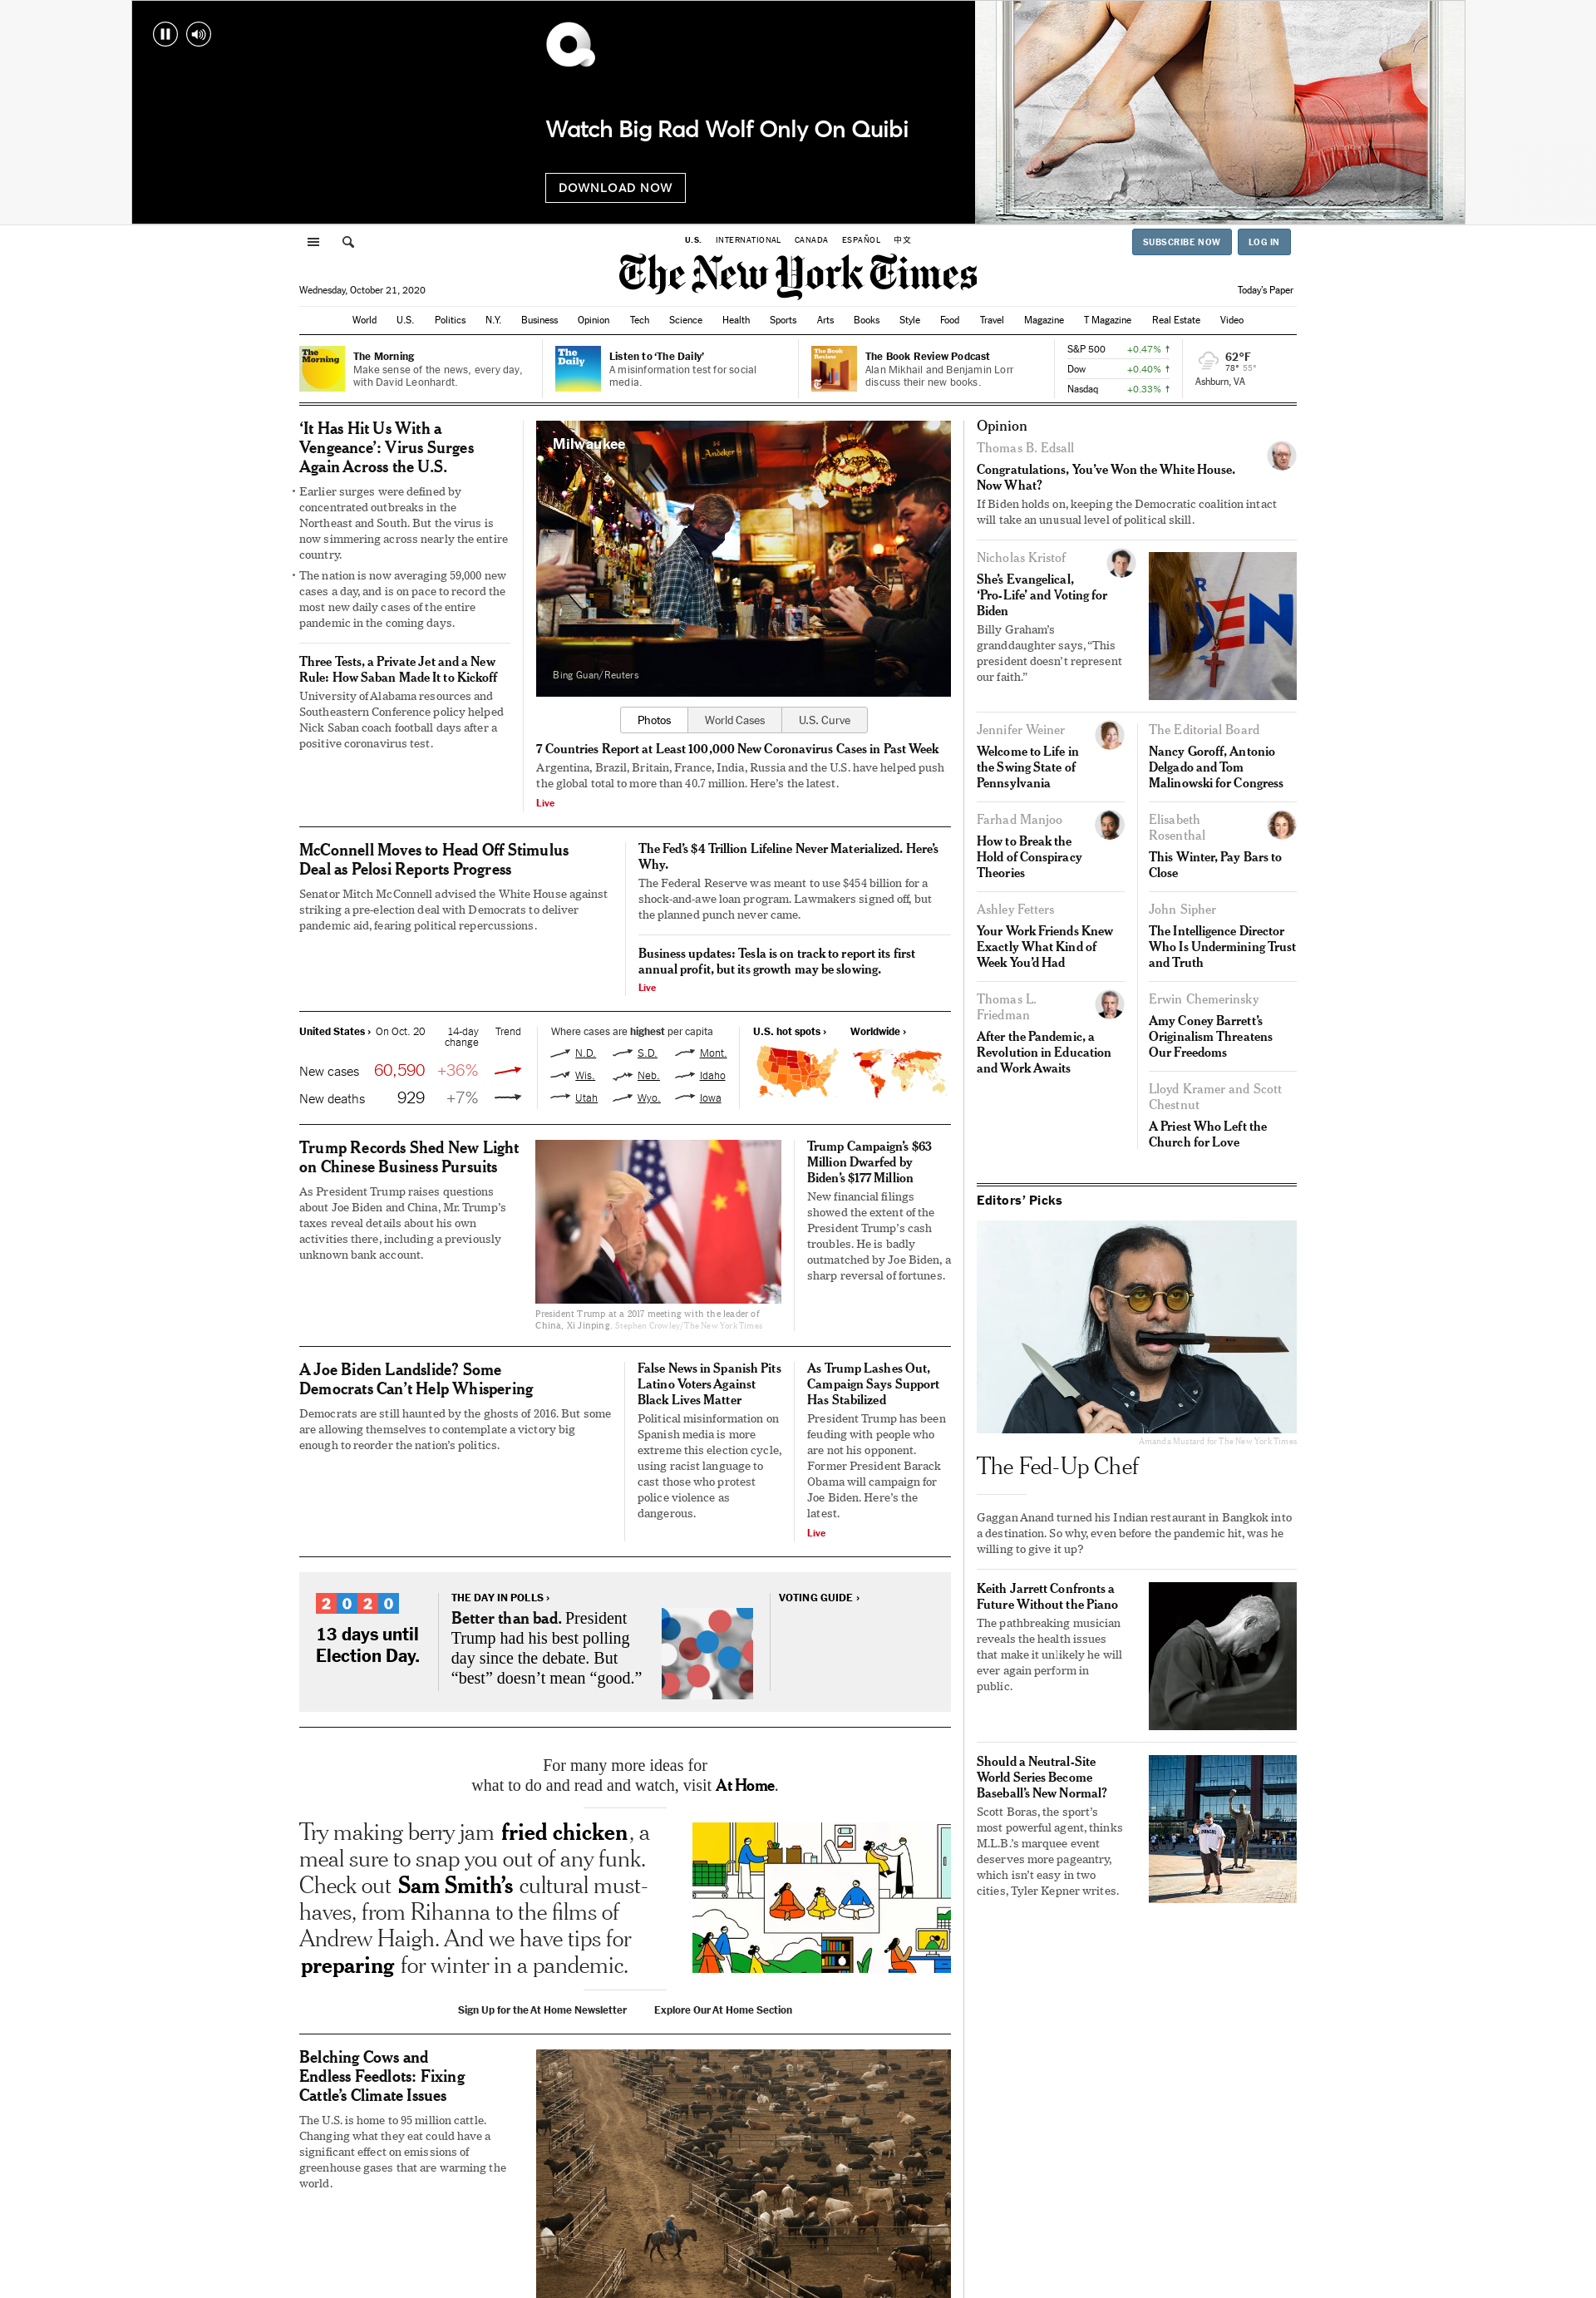 Watch Big Rad Wolf Only On Quibi
DOWNLOAD NOW
U.S.
INTERNATIONAL
CANADA
ESPAÑOL
中文
SUBSCRIBE NOW
LOG IN
The New York Times
Wednesday, October 21, 2020
Today's Paper
World
U.S.
Politics
N.Y.
Business
Opinion
Tech
Science
Health
Sports
Arts
Books
Style
Food
Travel
Magazine
T Magazine
Real Estate
Video
The Morning
The Morning
Make sense of the news, every day,
with David Leonhardt.
The Daily
Listen to ‘The Daily’
A misinformation test for social
media.
The Book Review
The Book Review Podcast
Alan Mikhail and Benjamin Lorr
discuss their new books.
S&P 500 +0.47% ↑
Dow +0.40% ↑
Nasdaq +0.33% ↑
62°F
78° 55°
Ashburn, VA
‘It Has Hit Us With a
Vengeance’: Virus Surges
Again Across the U.S.
• Earlier surges were defined by
concentrated outbreaks in the
Northeast and South. But the virus is
now simmering across nearly the entire
country.
• The nation is now averaging 59,000 new
cases a day, and is on pace to record the
most new daily cases of the entire
pandemic in the coming days.
Three Tests, a Private Jet and a New
Rule: How Saban Made It to Kickoff
University of Alabama resources and
Southeastern Conference policy helped
Nick Saban coach football days after a
positive coronavirus test.
Milwaukee
Andeker
Bing Guan/Reuters
Photos
World Cases
U.S. Curve
7 Countries Report at Least 100,000 New Coronavirus Cases in Past Week
Argentina, Brazil, Britain, France, India, Russia and the U.S. have helped push
the global total to more than 40.7 million. Here’s the latest.
Live
McConnell Moves to Head Off Stimulus
Deal as Pelosi Reports Progress
Senator Mitch McConnell advised the White House against
striking a pre-election deal with Democrats to deliver
pandemic aid, fearing political repercussions.
The Fed’s $4 Trillion Lifeline Never Materialized. Here’s
Why.
The Federal Reserve was meant to use $454 billion for a
shock-and-awe loan program. Lawmakers signed off, but
the planned punch never came.
Business updates: Tesla is on track to report its first
annual profit, but its growth may be slowing.
Live
United States › On Oct. 20 14-day
change Trend
New cases 60,590 +36%
New deaths 929 +7%
Where cases are highest per capita
N.D. S.D. Mont.
Wis. Neb. Idaho
Utah Wyo. Iowa
U.S. hot spots ›
Worldwide ›
Trump Records Shed New Light
on Chinese Business Pursuits
As President Trump raises questions
about Joe Biden and China, Mr. Trump’s
taxes reveal details about his own
activities there, including a previously
unknown bank account.
President Trump at a 2017 meeting with the leader of
China, Xi Jinping. Stephen Crowley/The New York Times
Trump Campaign’s $63
Million Dwarfed by
Biden’s $177 Million
New financial filings
showed the extent of the
President Trump’s cash
troubles. He is badly
outmatched by Joe Biden, a
sharp reversal of fortunes.
A Joe Biden Landslide? Some
Democrats Can’t Help Whispering
Democrats are still haunted by the ghosts of 2016. But some
are allowing themselves to contemplate a victory big
enough to reorder the nation’s politics.
False News in Spanish Pits
Latino Voters Against
Black Lives Matter
Political misinformation on
Spanish media is more
extreme this election cycle,
using racist language to
cast those who protest
police violence as
dangerous.
As Trump Lashes Out,
Campaign Says Support
Has Stabilized
President Trump has been
feuding with people who
are not his opponent.
Former President Barack
Obama will campaign for
Joe Biden. Here’s the
latest.
Live
2020
13 days until
Election Day.
THE DAY IN POLLS ›
Better than bad. President
Trump had his best polling
day since the debate. But
“best” doesn’t mean “good.”
VOTING GUIDE ›
For many more ideas for
what to do and read and watch, visit At Home.
Try making berry jam fried chicken, a
meal sure to snap you out of any funk.
Check out Sam Smith’s cultural must-
haves, from Rihanna to the films of
Andrew Haigh. And we have tips for
preparing for winter in a pandemic.
Sign Up for the At Home Newsletter
Explore Our At Home Section
Belching Cows and
Endless Feedlots: Fixing
Cattle’s Climate Issues
The U.S. is home to 95 million cattle.
Changing what they eat could have a
significant effect on emissions of
greenhouse gases that are warming the
world.
Opinion
Thomas B. Edsall
Congratulations, You’ve Won the White House.
Now What?
If Biden holds on, keeping the Democratic coalition intact
will take an unusual level of political skill.
Nicholas Kristof
She’s Evangelical,
‘Pro-Life’ and Voting for
Biden
Billy Graham’s
granddaughter says, “This
president doesn’t represent
our faith.”
Jennifer Weiner
Welcome to Life in
the Swing State of
Pennsylvania
The Editorial Board
Nancy Goroff, Antonio
Delgado and Tom
Malinowski for Congress
Farhad Manjoo
How to Break the
Hold of Conspiracy
Theories
Elisabeth
Rosenthal
This Winter, Pay Bars to
Close
Ashley Fetters
Your Work Friends Knew
Exactly What Kind of
Week You’d Had
John Sipher
The Intelligence Director
Who Is Undermining Trust
and Truth
Thomas L.
Friedman
After the Pandemic, a
Revolution in Education
and Work Awaits
Erwin Chemerinsky
Amy Coney Barrett’s
Originalism Threatens
Our Freedoms
Lloyd Kramer and Scott
Chestnut
A Priest Who Left the
Church for Love
Editors’ Picks
Amanda Mustard for The New York Times
The Fed-Up Chef
Gaggan Anand turned his Indian restaurant in Bangkok into
a destination. So why, even before the pandemic hit, was he
willing to give it up?
Keith Jarrett Confronts a
Future Without the Piano
The pathbreaking musician
reveals the health issues
that make it unlikely he will
ever again perform in
public.
Should a Neutral-Site
World Series Become
Baseball’s New Normal?
Scott Boras, the sport’s
most powerful agent, thinks
M.L.B.’s marquee event
deserves more pageantry,
which isn’t easy in two
cities, Tyler Kepner writes.